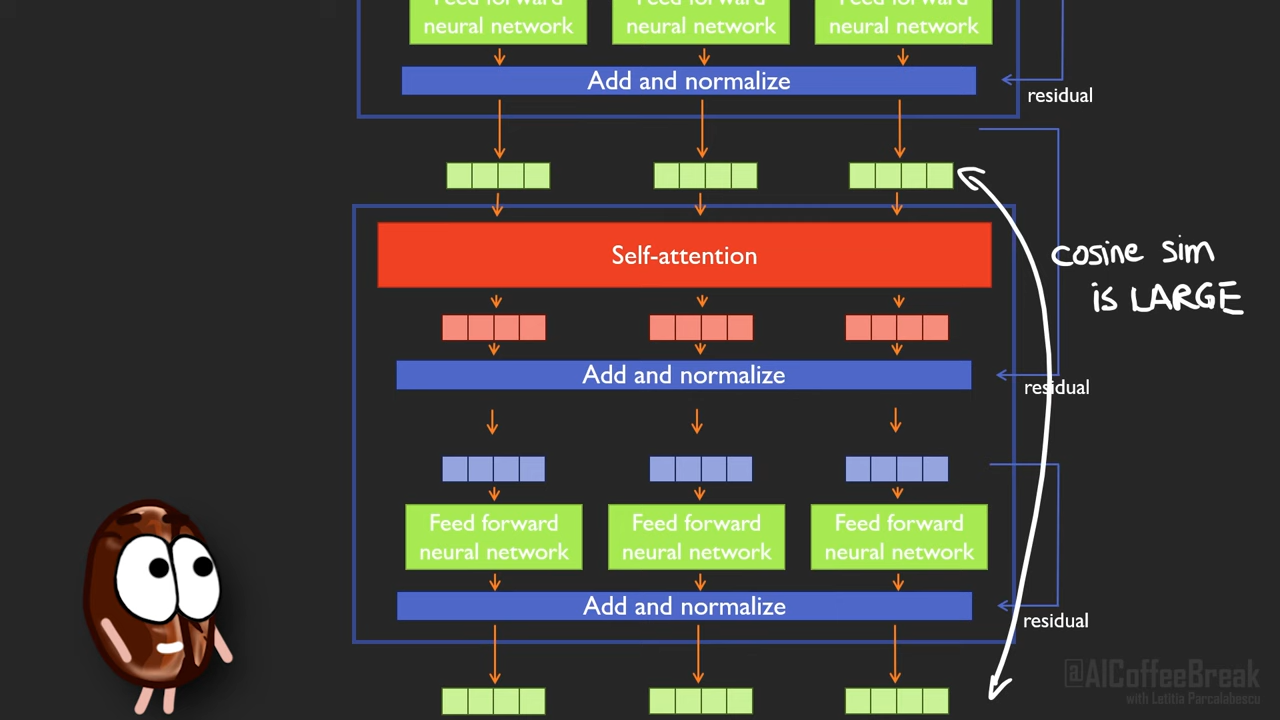 Feed forward
neural network
Feed forward
neural network
Feed forward
neural network
Add and normalize
residual
Self-attention
cosine sim
is LARGE
Add and normalize
residual
Feed forward
neural network
Feed forward
neural network
Feed forward
neural network
Add and normalize
residual
@AICoffeeBreak
with Letitia Parcalabescu